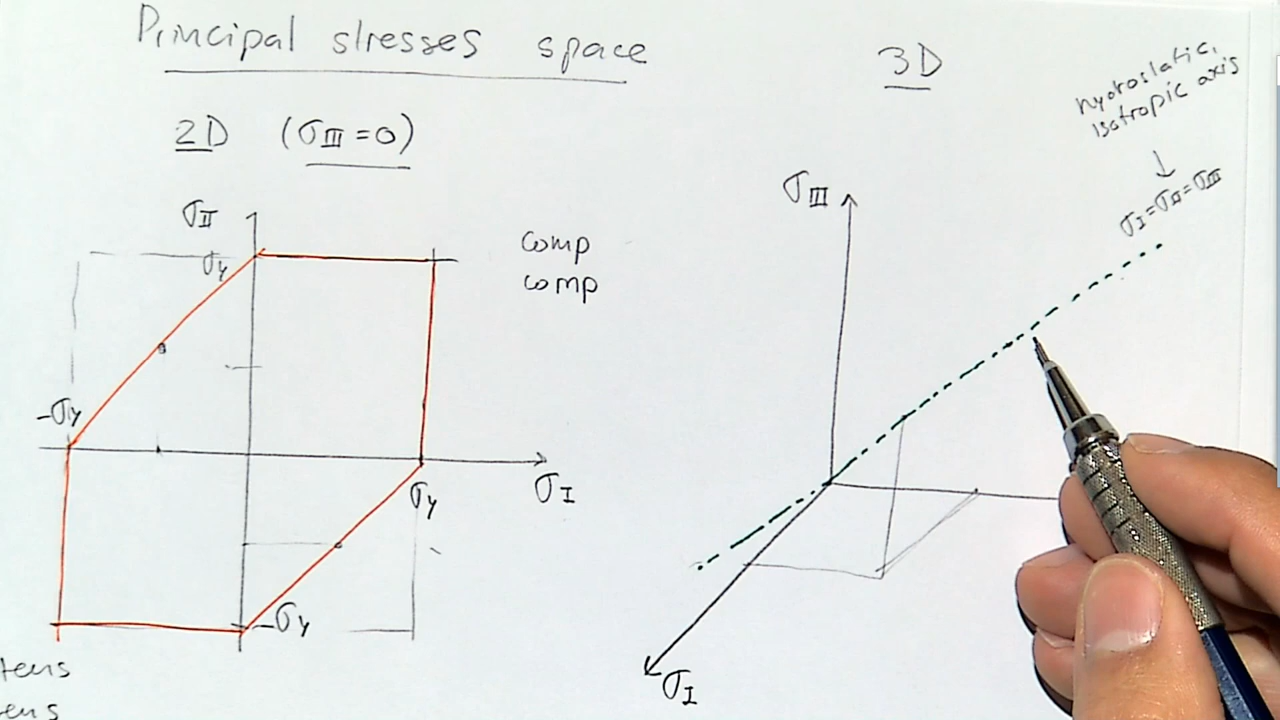 Principal stresses space
2D (σIII = 0)
σII
σy
-σy
σy
σI
-σy
comp
comp
tens
ens
3D
hydrostatic,
isotropic axis
σI = σII = σIII
σIII
σI